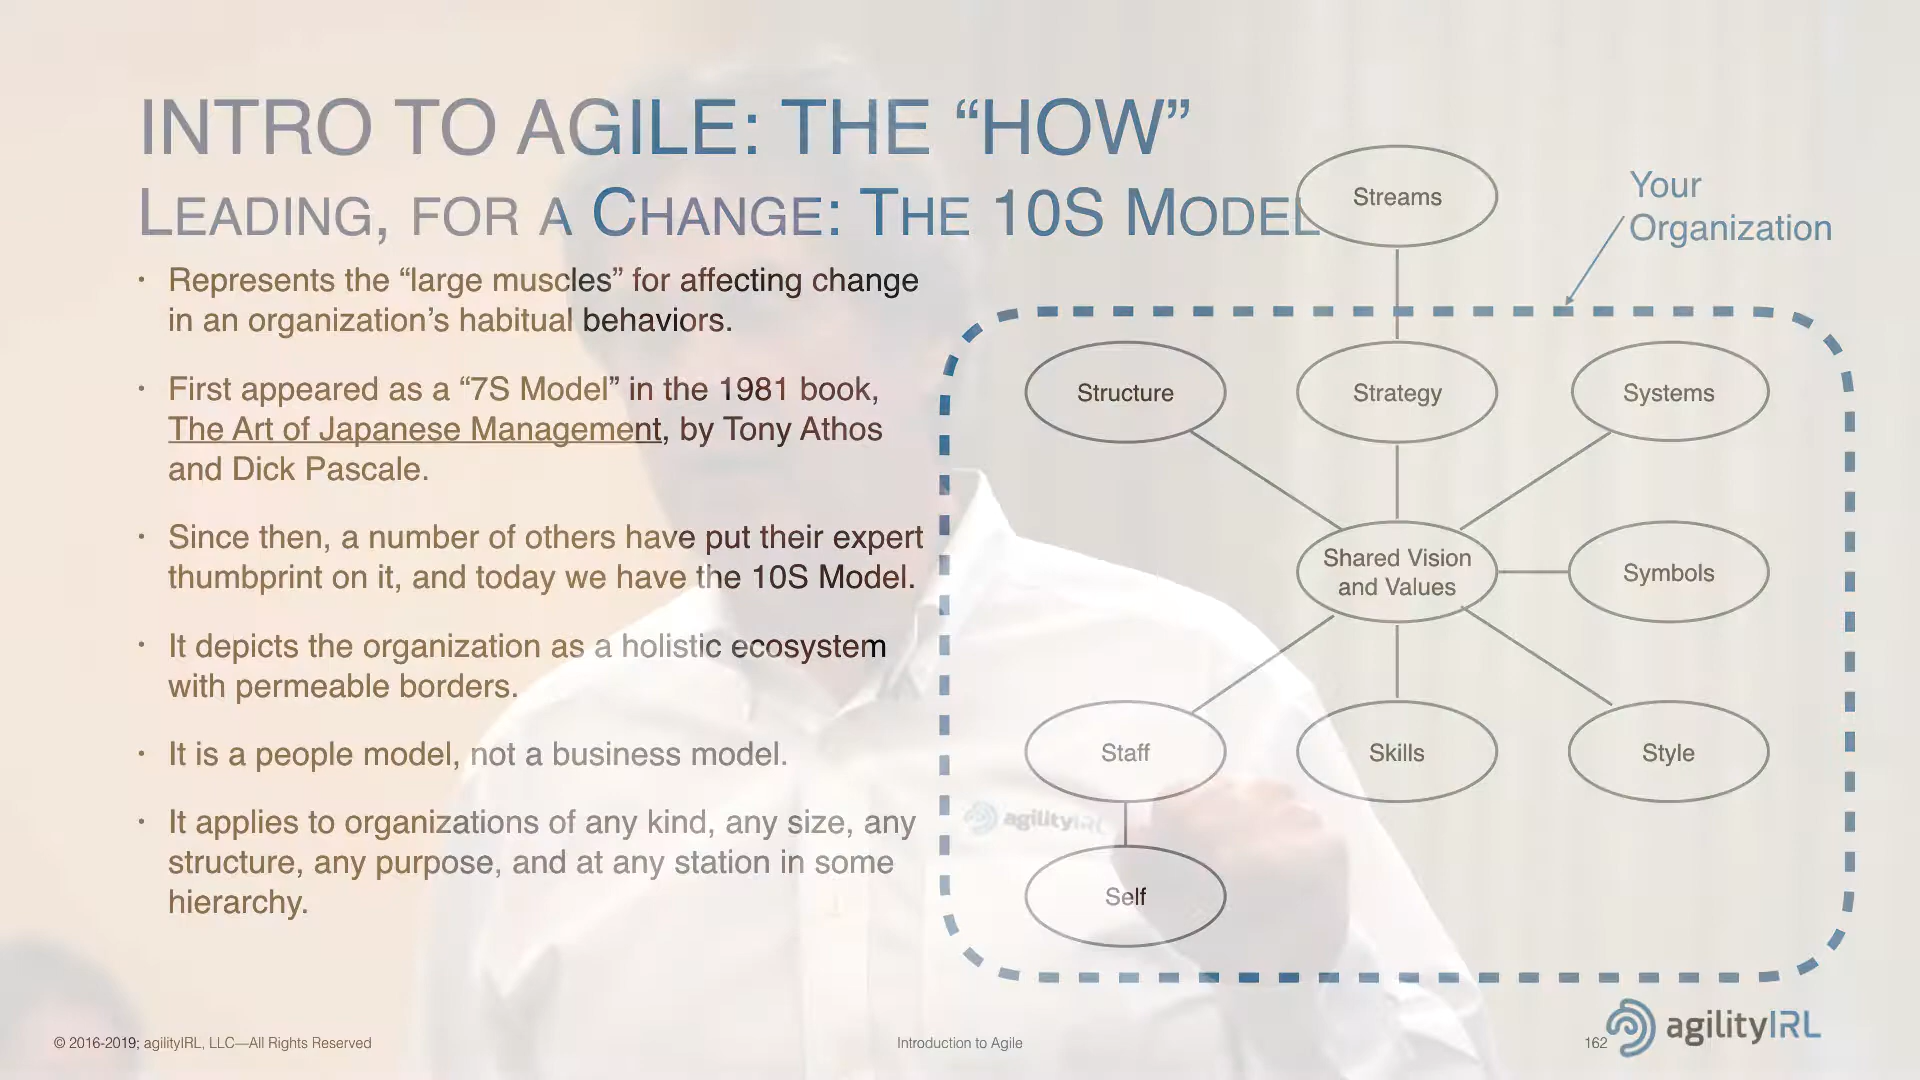 INTRO TO AGILE: THE “HOW”
LEADING, FOR A CHANGE: THE 10S MODEL
• Represents the “large muscles” for affecting change
in an organization’s habitual behaviors.
• First appeared as a “7S Model” in the 1981 book,
The Art of Japanese Management, by Tony Athos
and Dick Pascale.
• Since then, a number of others have put their expert
thumbprint on it, and today we have the 10S Model.
• It depicts the organization as a holistic ecosystem
with permeable borders.
• It is a people model, not a business model.
• It applies to organizations of any kind, any size, any
structure, any purpose, and at any station in some
hierarchy.
Streams
Your
Organization
Structure
Strategy
Systems
Shared Vision
and Values
Symbols
Staff
Skills
Style
agilityIRL
Self
© 2016-2019; agilityIRL, LLC—All Rights Reserved
Introduction to Agile
162
agilityIRL